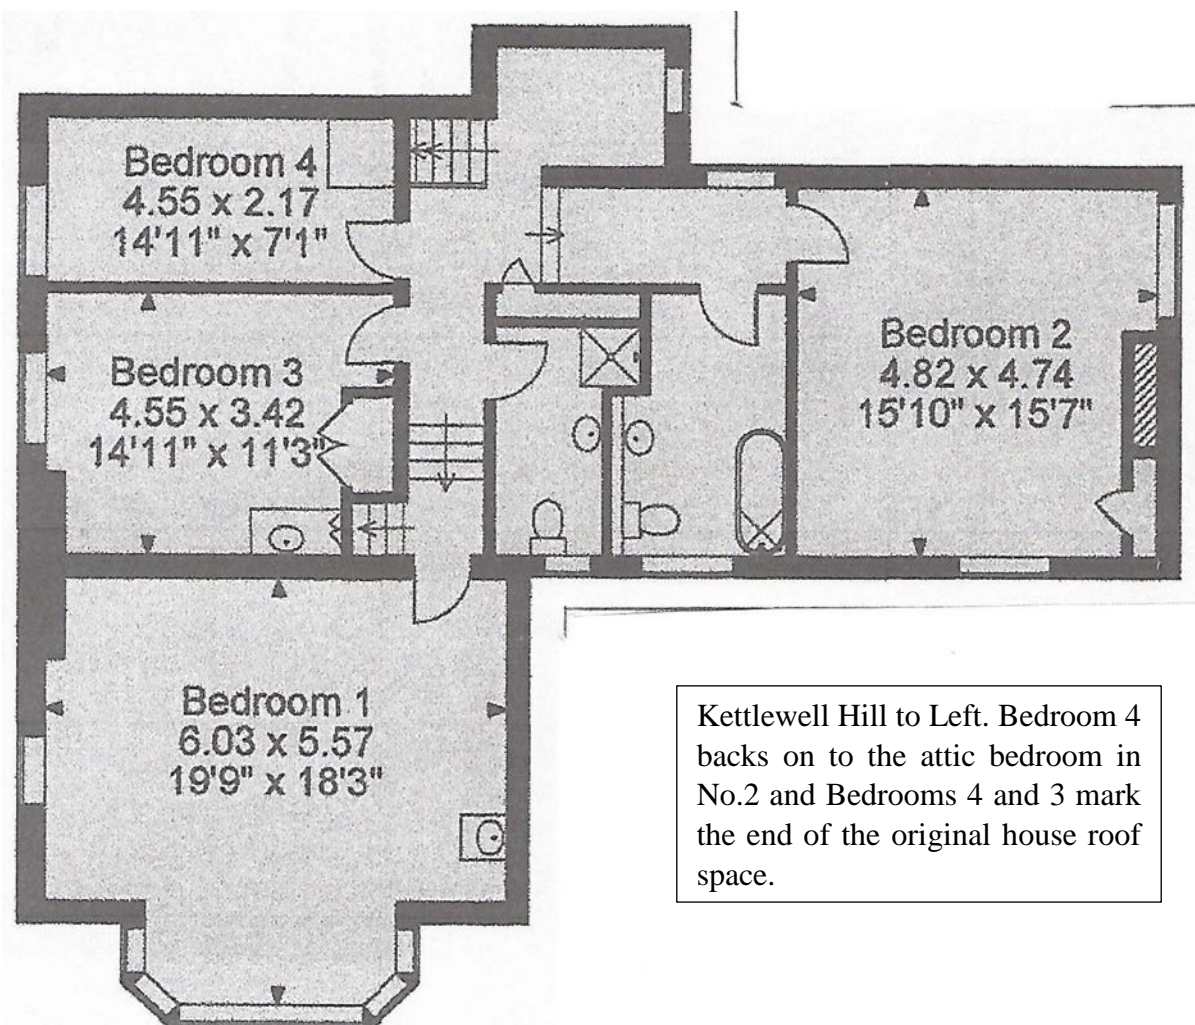 Bedroom 4
4.55 x 2.17
14'11" x 7'1"
Bedroom 3
4.55 x 3.42
14'11" x 11'3"
Bedroom 2
4.82 x 4.74
15'10" x 15'7"
Bedroom 1
6.03 x 5.57
19'9" x 18'3"
Kettlewell Hill to Left. Bedroom 4
backs on to the attic bedroom in
No.2 and Bedrooms 4 and 3 mark
the end of the original house roof
space.